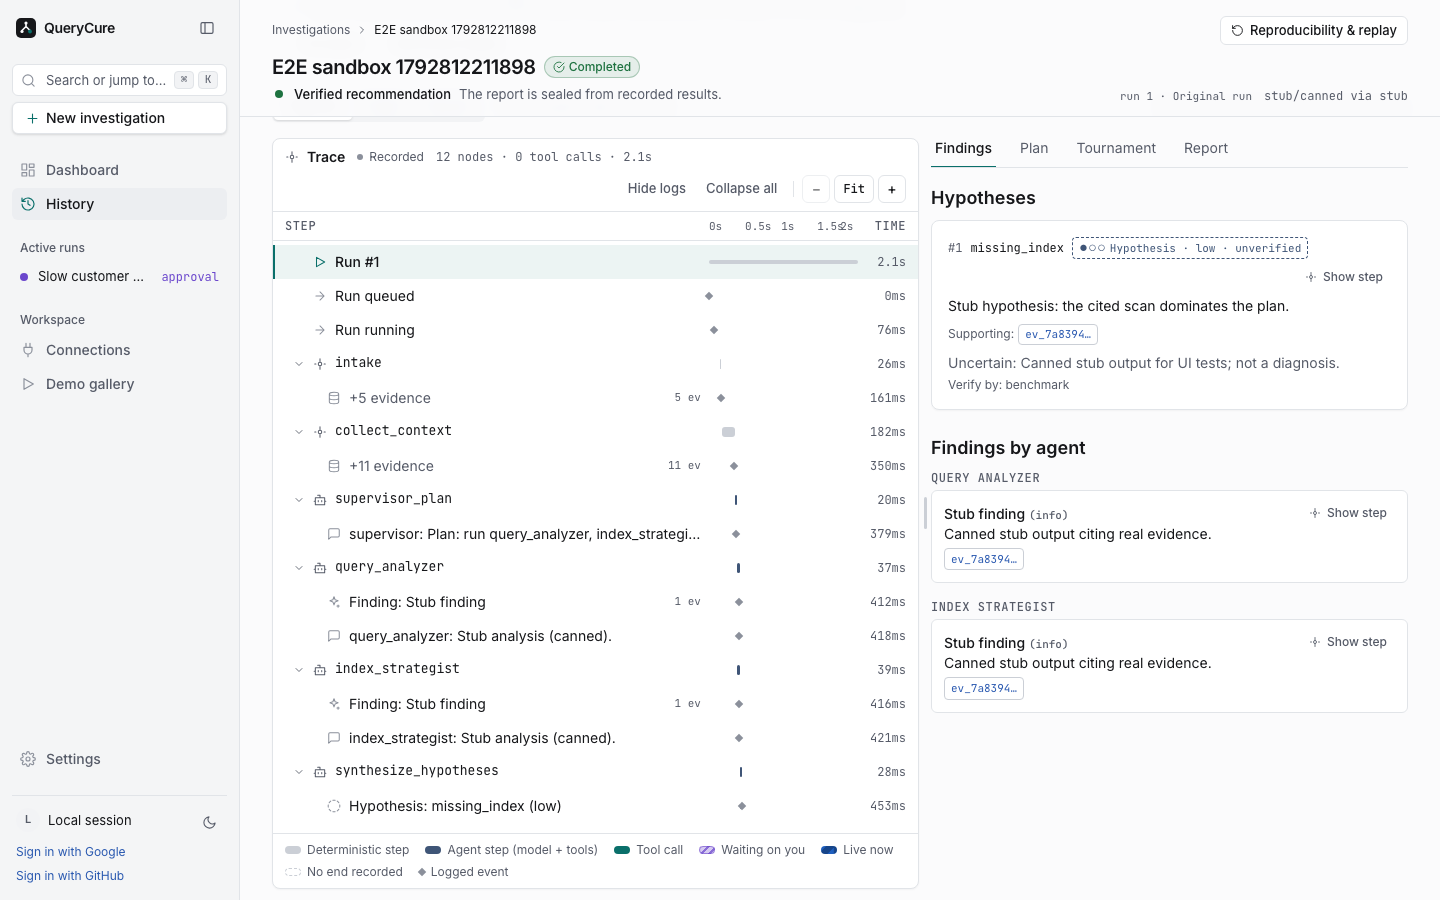 QueryCure
Search or jump to... ⌘ K
+ New investigation
Dashboard
History
Active runs
Slow customer ... approval
Workspace
Connections
Demo gallery
Settings
L Local session
Sign in with Google
Sign in with GitHub
Investigations > E2E sandbox 1792812211898
Reproducibility & replay
E2E sandbox 1792812211898 Completed
Verified recommendation The report is sealed from recorded results.
run 1 · Original run stub/canned via stub
Trace Recorded 12 nodes · 0 tool calls · 2.1s
Hide logs Collapse all − Fit +
STEP 0s 0.5s 1s 1.5s 2s TIME
Run #1 2.1s
Run queued 0ms
Run running 76ms
intake 26ms
+5 evidence 5 ev 161ms
collect_context 182ms
+11 evidence 11 ev 350ms
supervisor_plan 20ms
supervisor: Plan: run query_analyzer, index_strategi... 379ms
query_analyzer 37ms
Finding: Stub finding 1 ev 412ms
query_analyzer: Stub analysis (canned). 418ms
index_strategist 39ms
Finding: Stub finding 1 ev 416ms
index_strategist: Stub analysis (canned). 421ms
synthesize_hypotheses 28ms
Hypothesis: missing_index (low) 453ms
Deterministic step Agent step (model + tools) Tool call Waiting on you Live now
No end recorded Logged event
Findings Plan Tournament Report
Hypotheses
#1 missing_index Hypothesis · low · unverified
Show step
Stub hypothesis: the cited scan dominates the plan.
Supporting: ev_7a8394…
Uncertain: Canned stub output for UI tests; not a diagnosis.
Verify by: benchmark
Findings by agent
QUERY ANALYZER
Stub finding (info) Show step
Canned stub output citing real evidence.
ev_7a8394…
INDEX STRATEGIST
Stub finding (info) Show step
Canned stub output citing real evidence.
ev_7a8394…